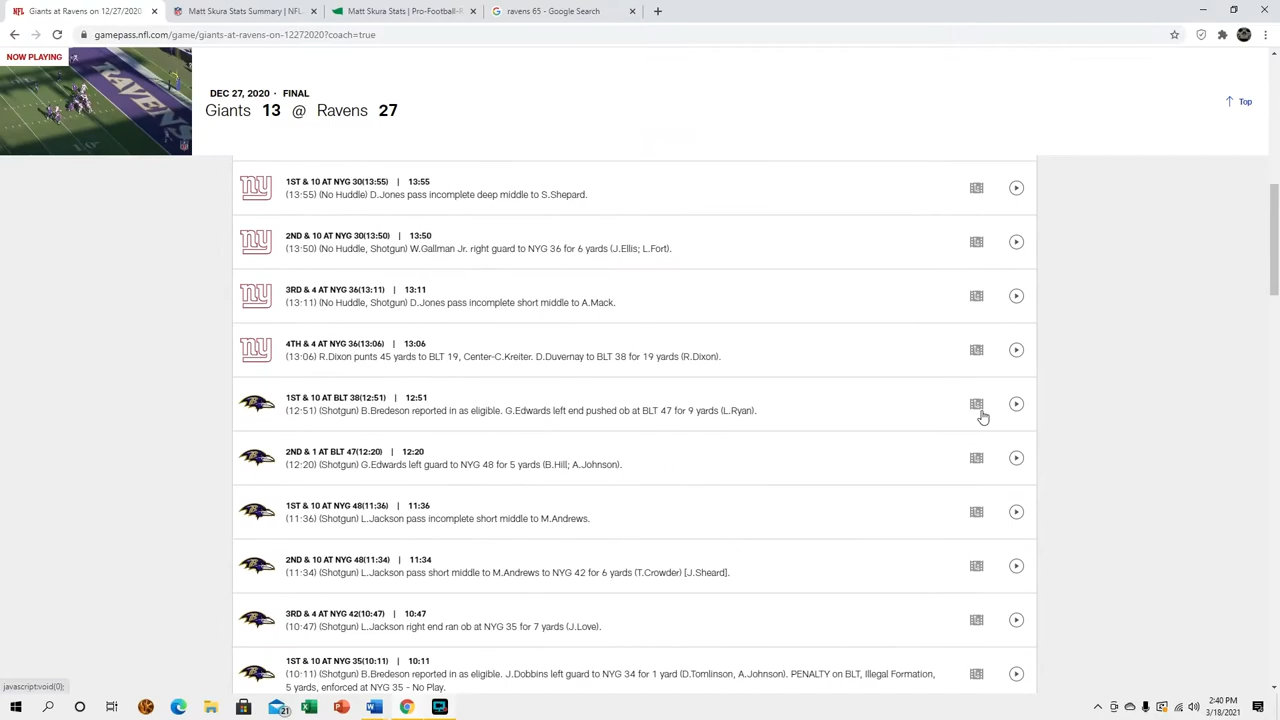 Giants at Ravens on 12/27/2020
Matt Skura Summary | NFL
Matt Skura Stats | Pro-Football-R
ravens 65 - Google Search
gamepass.nfl.com/game/giants-at-ravens-on-12272020?coach=true
NOW PLAYING
RAVENS
DEC 27, 2020 · FINAL
Giants 13 @ Ravens 27
Top
1ST & 10 AT NYG 30(13:55) | 13:55
(13:55) (No Huddle) D.Jones pass incomplete deep middle to S.Shepard.
2ND & 10 AT NYG 30(13:50) | 13:50
(13:50) (No Huddle, Shotgun) W.Gallman Jr. right guard to NYG 36 for 6 yards (J.Ellis; L.Fort).
3RD & 4 AT NYG 36(13:11) | 13:11
(13:11) (No Huddle, Shotgun) D.Jones pass incomplete short middle to A.Mack.
4TH & 4 AT NYG 36(13:06) | 13:06
(13:06) R.Dixon punts 45 yards to BLT 19, Center-C.Kreiter. D.Duvernay to BLT 38 for 19 yards (R.Dixon).
1ST & 10 AT BLT 38(12:51) | 12:51
(12:51) (Shotgun) B.Bredeson reported in as eligible. G.Edwards left end pushed ob at BLT 47 for 9 yards (L.Ryan).
2ND & 1 AT BLT 47(12:20) | 12:20
(12:20) (Shotgun) G.Edwards left guard to NYG 48 for 5 yards (B.Hill; A.Johnson).
1ST & 10 AT NYG 48(11:36) | 11:36
(11:36) (Shotgun) L.Jackson pass incomplete short middle to M.Andrews.
2ND & 10 AT NYG 48(11:34) | 11:34
(11:34) (Shotgun) L.Jackson pass short middle to M.Andrews to NYG 42 for 6 yards (T.Crowder) [J.Sheard].
3RD & 4 AT NYG 42(10:47) | 10:47
(10:47) (Shotgun) L.Jackson right end ran ob at NYG 35 for 7 yards (J.Love).
1ST & 10 AT NYG 35(10:11) | 10:11
(10:11) (Shotgun) B.Bredeson reported in as eligible. J.Dobbins left guard to NYG 34 for 1 yard (D.Tomlinson, A.Johnson). PENALTY on BLT, Illegal Formation,
5 yards, enforced at NYG 35 - No Play.
javascript:void(0);
21
2:40 PM
3/18/2021